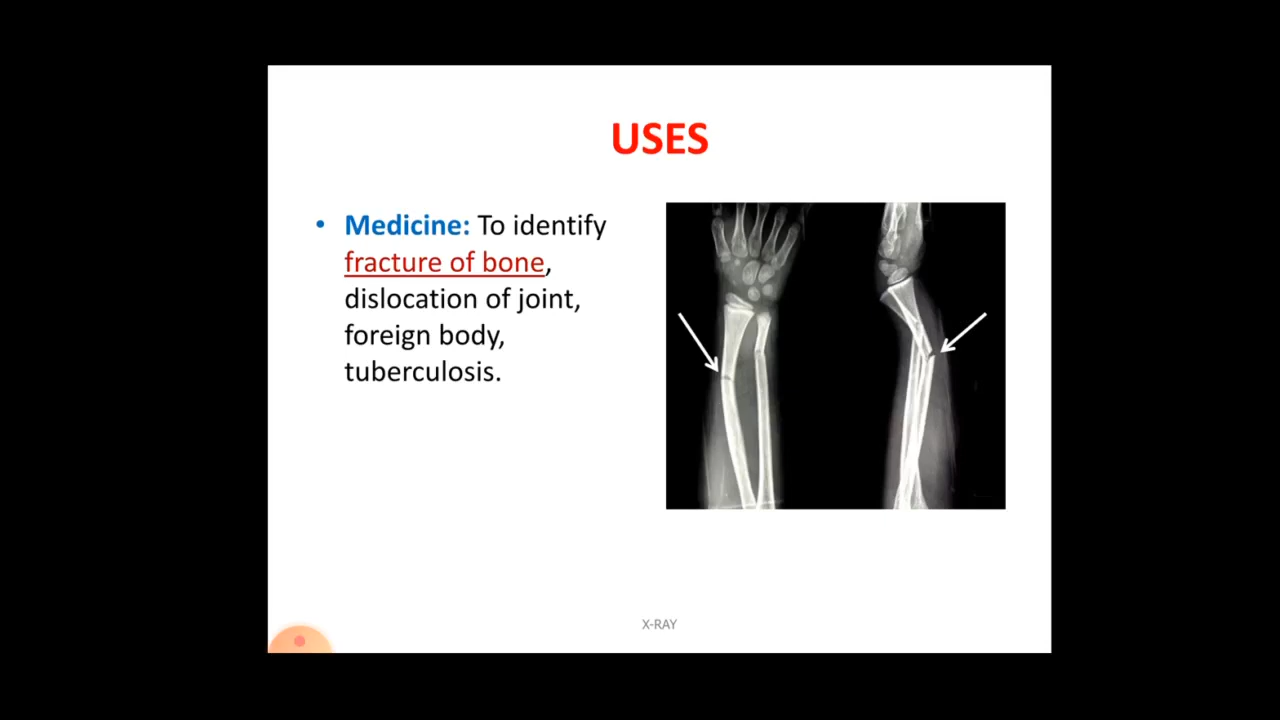 USES
• Medicine: To identify
fracture of bone,
dislocation of joint,
foreign body,
tuberculosis.
X-RAY